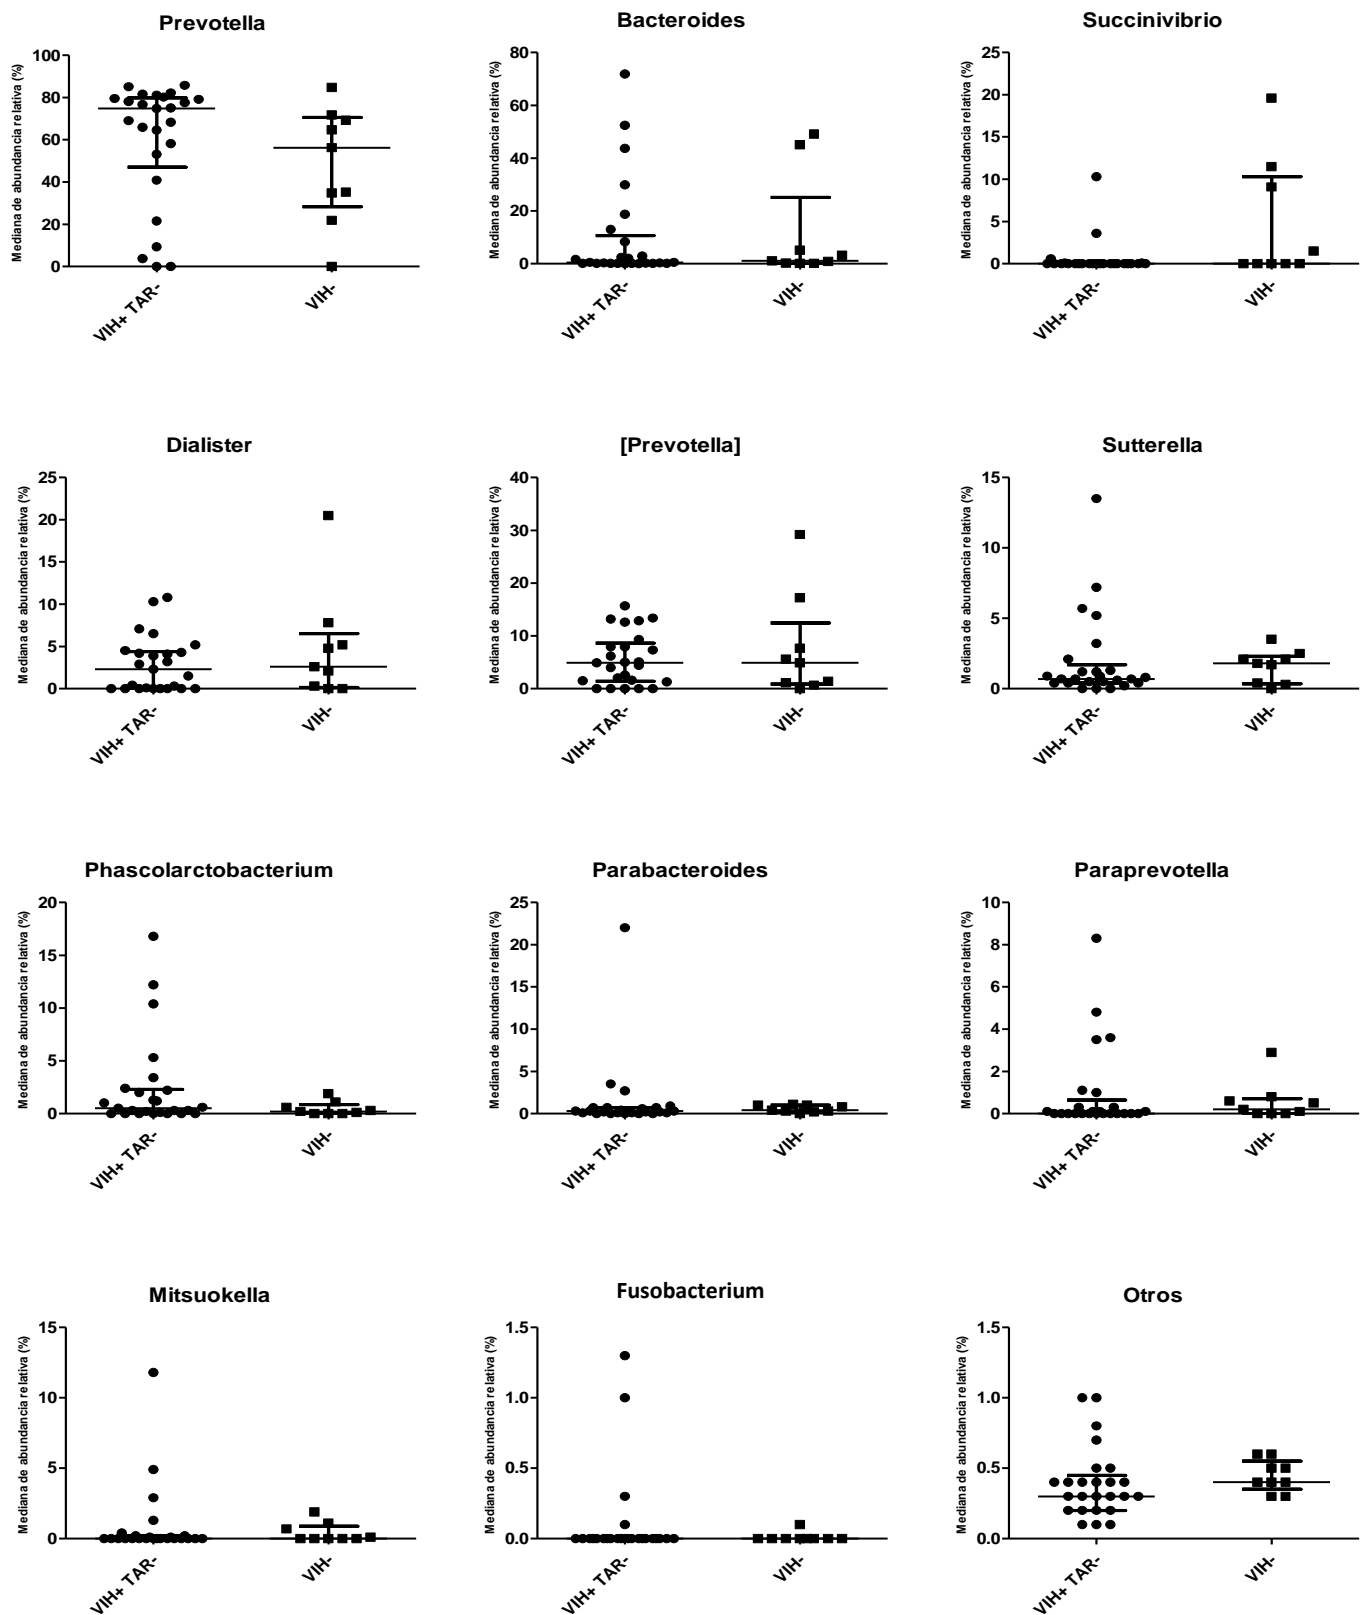 Prevotella
Mediana de abundancia relativa (%)
100
80
60
40
20
0
VIH+ TAR-
VIH-
Bacteroides
Mediana de abundancia relativa (%)
80
60
40
20
0
VIH+ TAR-
VIH-
Succinivibrio
Mediana de abundancia relativa (%)
25
20
15
10
5
0
VIH+ TAR-
VIH-
Dialister
Mediana de abundancia relativa (%)
25
20
15
10
5
0
VIH+ TAR-
VIH-
[Prevotella]
Mediana de abundancia relativa (%)
40
30
20
10
0
VIH+ TAR-
VIH-
Sutterella
Mediana de abundancia relativa (%)
15
10
5
0
VIH+ TAR-
VIH-
Phascolarctobacterium
Mediana de abundancia relativa (%)
20
15
10
5
0
VIH+ TAR-
VIH-
Parabacteroides
Mediana de abundancia relativa (%)
25
20
15
10
5
0
VIH+ TAR-
VIH-
Paraprevotella
Mediana de abundancia relativa (%)
10
8
6
4
2
0
VIH+ TAR-
VIH-
Mitsuokella
Mediana de abundancia relativa (%)
15
10
5
0
VIH+ TAR-
VIH-
Fusobacterium
Mediana de abundancia relativa (%)
1.5
1.0
0.5
0.0
VIH+ TAR-
VIH-
Otros
Mediana de abundancia relativa (%)
1.5
1.0
0.5
0.0
VIH+ TAR-
VIH-